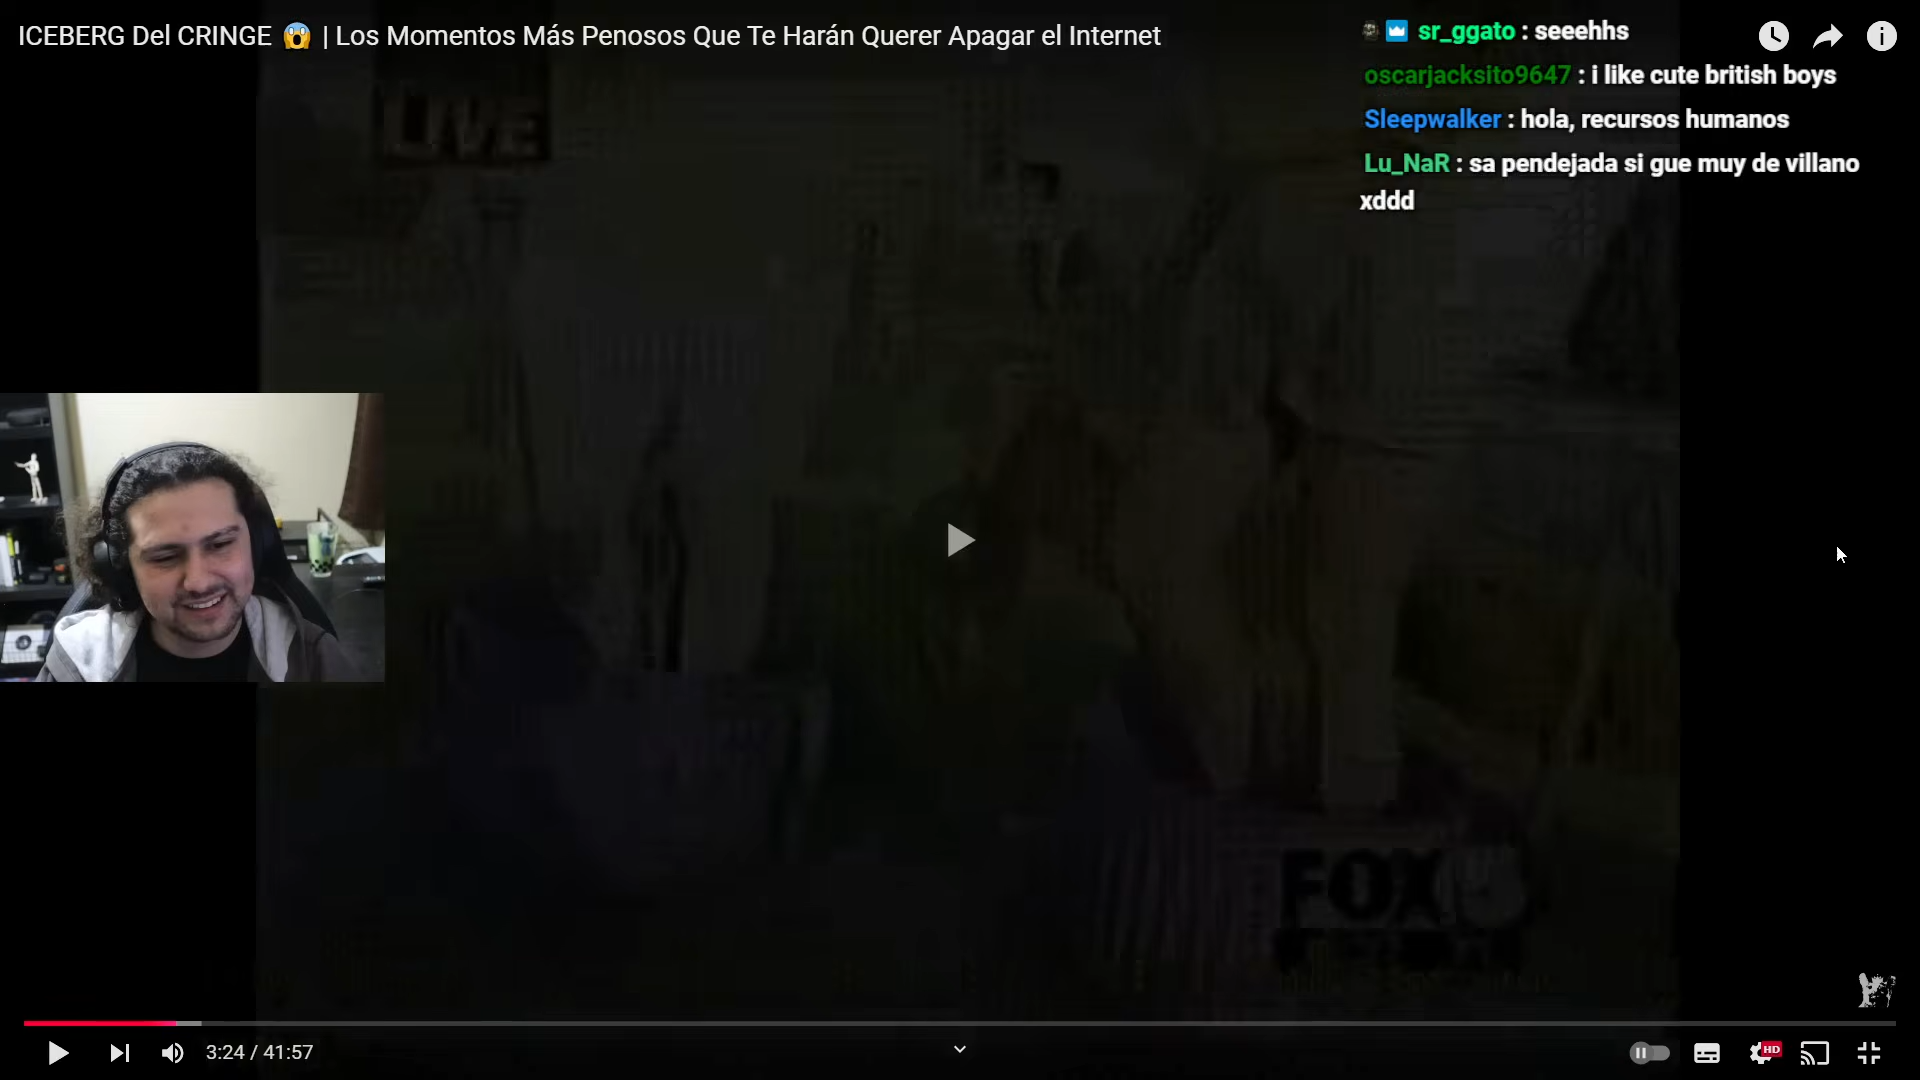 ICEBERG Del CRINGE 😱 | Los Momentos Más Penosos Que Te Harán Querer Apagar el Internet
sr_ggato : seeehhs
oscarjacksito9647 : i like cute british boys
Sleepwalker : hola, recursos humanos
Lu_NaR : sa pendejada si gue muy de villano
xddd
LIVE
FOX
3:24 / 41:57
HD